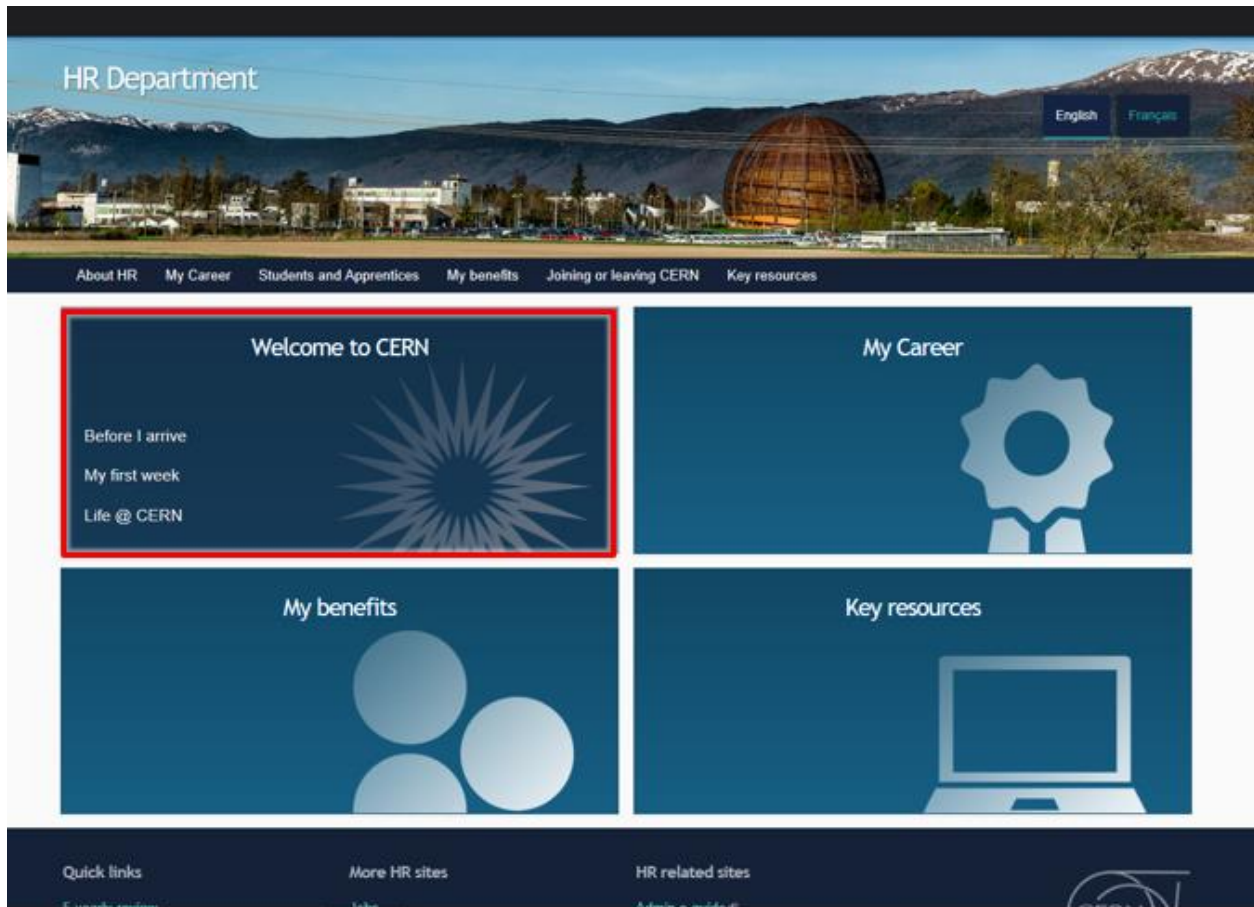 HR Department
English Français
About HR My Career Students and Apprentices My benefits Joining or leaving CERN Key resources
Welcome to CERN
Before I arrive
My first week
Life @ CERN
My Career
My benefits
Key resources
Quick links More HR sites HR related sites